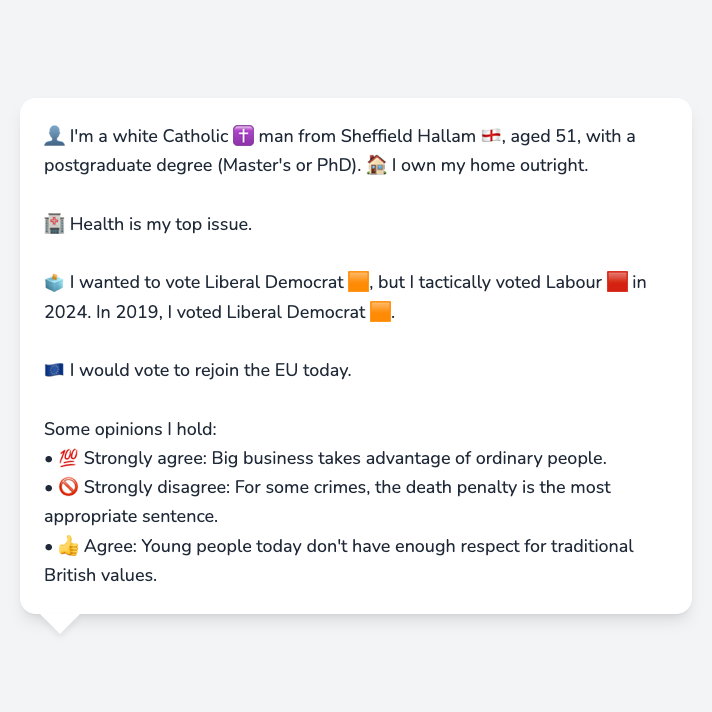 👤 I'm a white Catholic ✝️ man from Sheffield Hallam 🏴󠁧󠁢󠁥󠁮󠁧󠁿, aged 51, with a
postgraduate degree (Master's or PhD). 🏠 I own my home outright.
🏥 Health is my top issue.
🗳️ I wanted to vote Liberal Democrat 🟧, but I tactically voted Labour 🟥 in
2024. In 2019, I voted Liberal Democrat 🟧.
🇪🇺 I would vote to rejoin the EU today.
Some opinions I hold:
• 💯 Strongly agree: Big business takes advantage of ordinary people.
• 🚫 Strongly disagree: For some crimes, the death penalty is the most
appropriate sentence.
• 👍 Agree: Young people today don't have enough respect for traditional
British values.